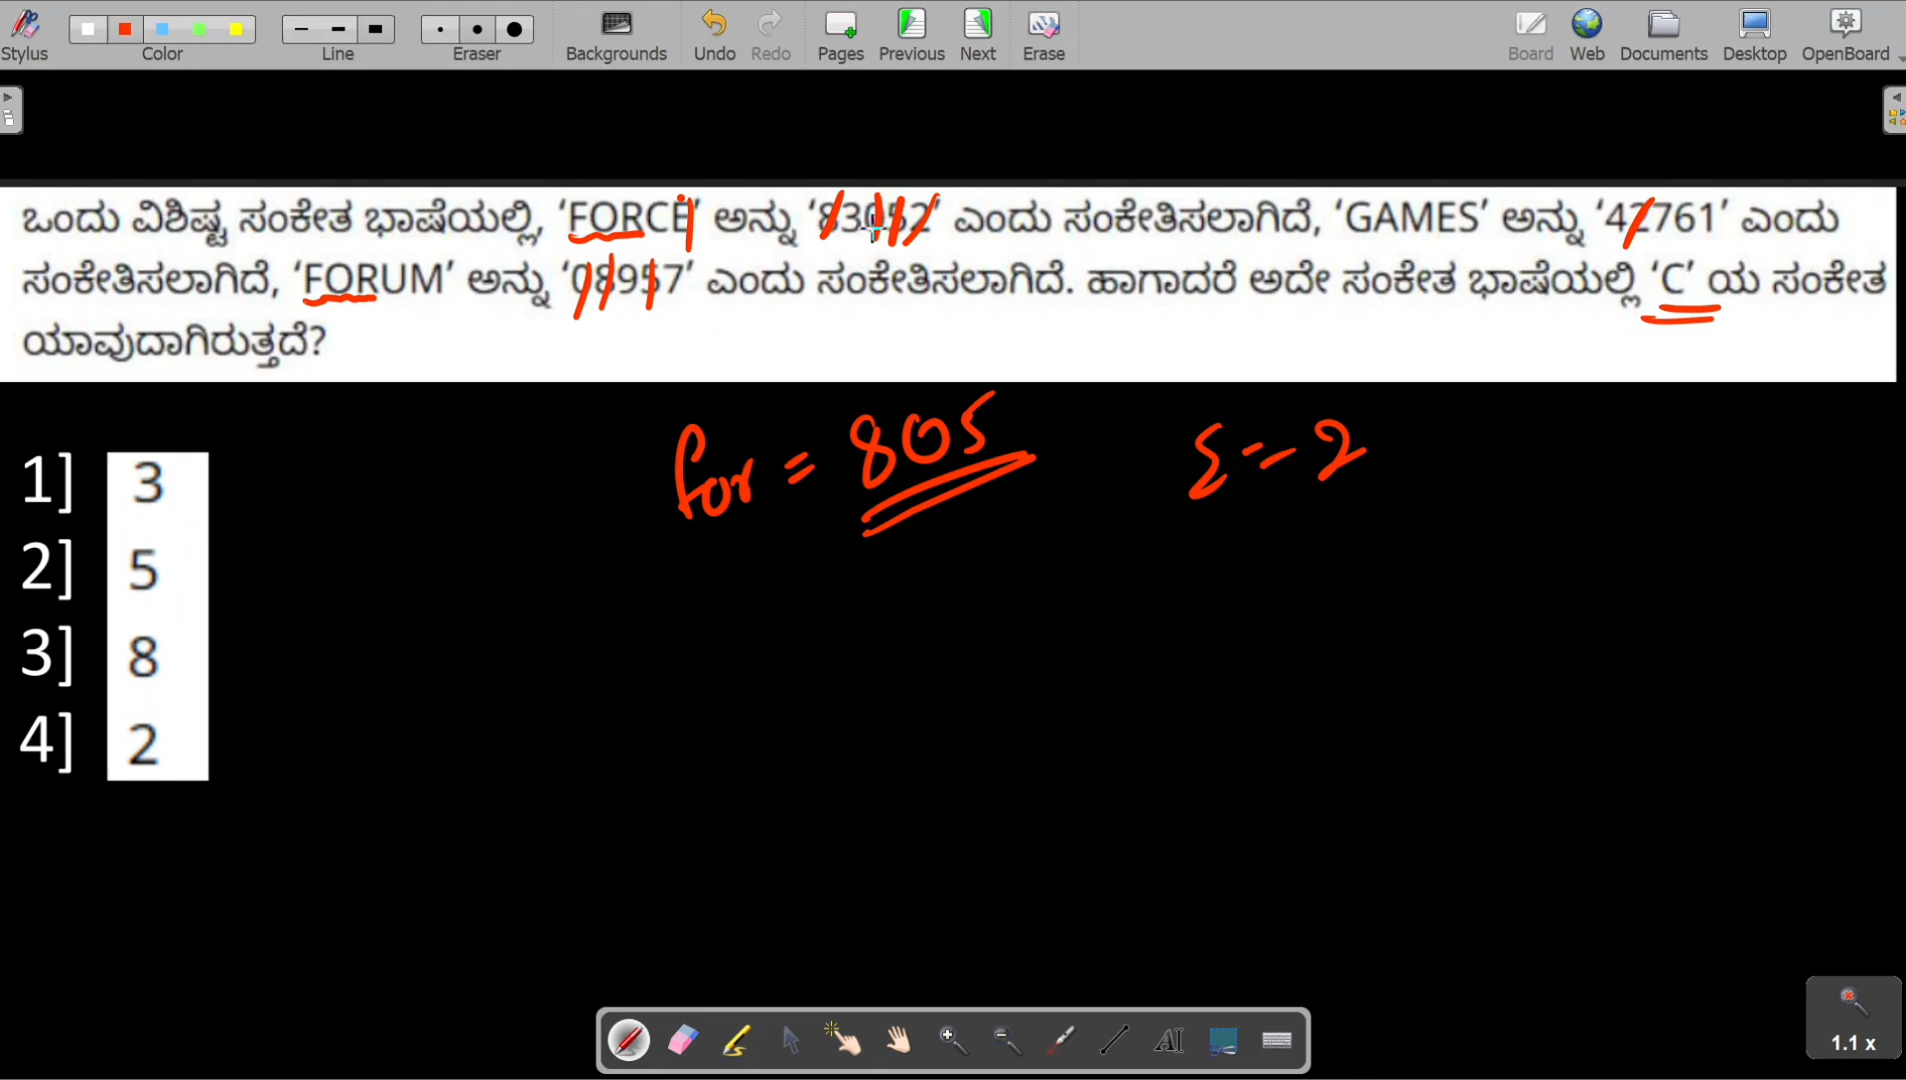 Stylus Color Line Eraser Backgrounds Undo Redo Pages Previous Next Erase Board Web Documents Desktop OpenBoard
ಒಂದು ವಿಶಿಷ್ಟ ಸಂಕೇತ ಭಾಷೆಯಲ್ಲಿ, ‘FORCE’ ಅನ್ನು ‘83052’ ಎಂದು ಸಂಕೇತಿಸಲಾಗಿದೆ, ‘GAMES’ ಅನ್ನು ‘42761’ ಎಂದು
ಸಂಕೇತಿಸಲಾಗಿದೆ, ‘FORUM’ ಅನ್ನು ‘08957’ ಎಂದು ಸಂಕೇತಿಸಲಾಗಿದೆ. ಹಾಗಾದರೆ ಅದೇ ಸಂಕೇತ ಭಾಷೆಯಲ್ಲಿ ‘C’ ಯ ಸಂಕೇತ
ಯಾವುದಾಗಿರುತ್ತದೆ?
for = 805 ε = 2
1] 3
2] 5
3] 8
4] 2
AI
1.1 x